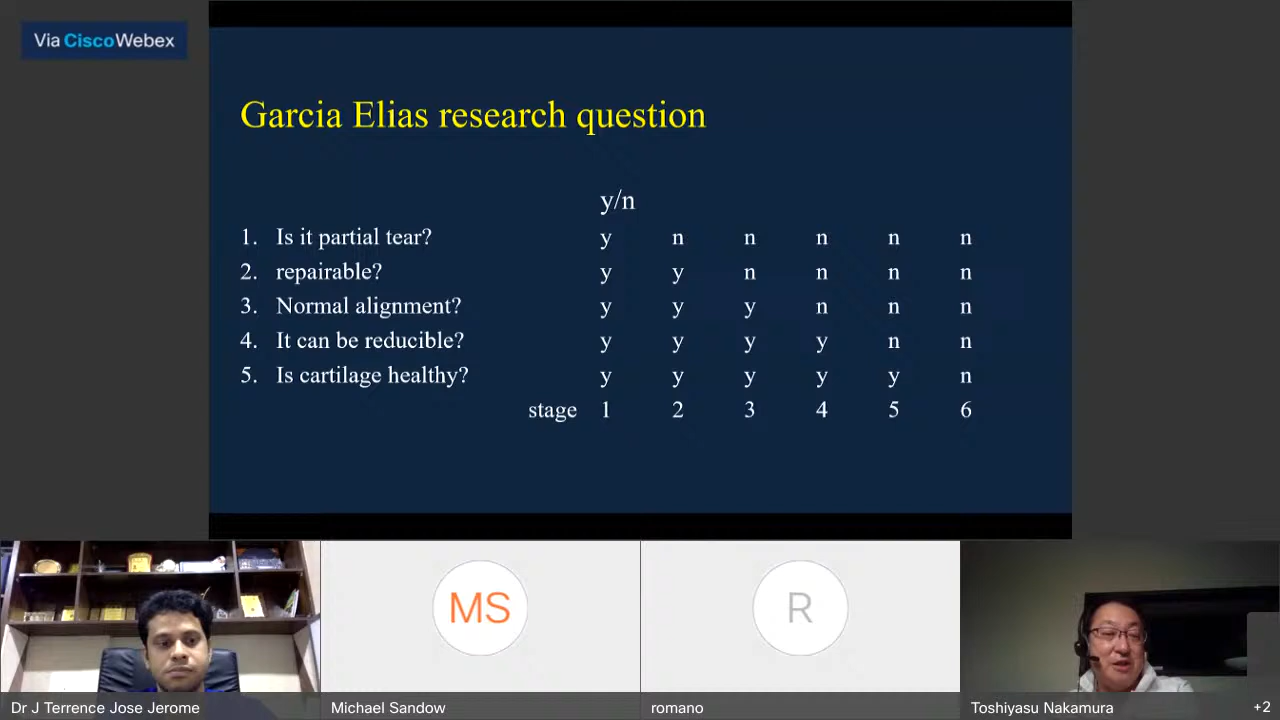 Via CiscoWebex
Garcia Elias research question
y/n
1. Is it partial tear? y n n n n n
2. repairable? y y n n n n
3. Normal alignment? y y y n n n
4. It can be reducible? y y y y n n
5. Is cartilage healthy? y y y y y n
stage 1 2 3 4 5 6
MS
R
Dr J Terrence Jose Jerome
Michael Sandow
romano
Toshiyasu Nakamura
+2